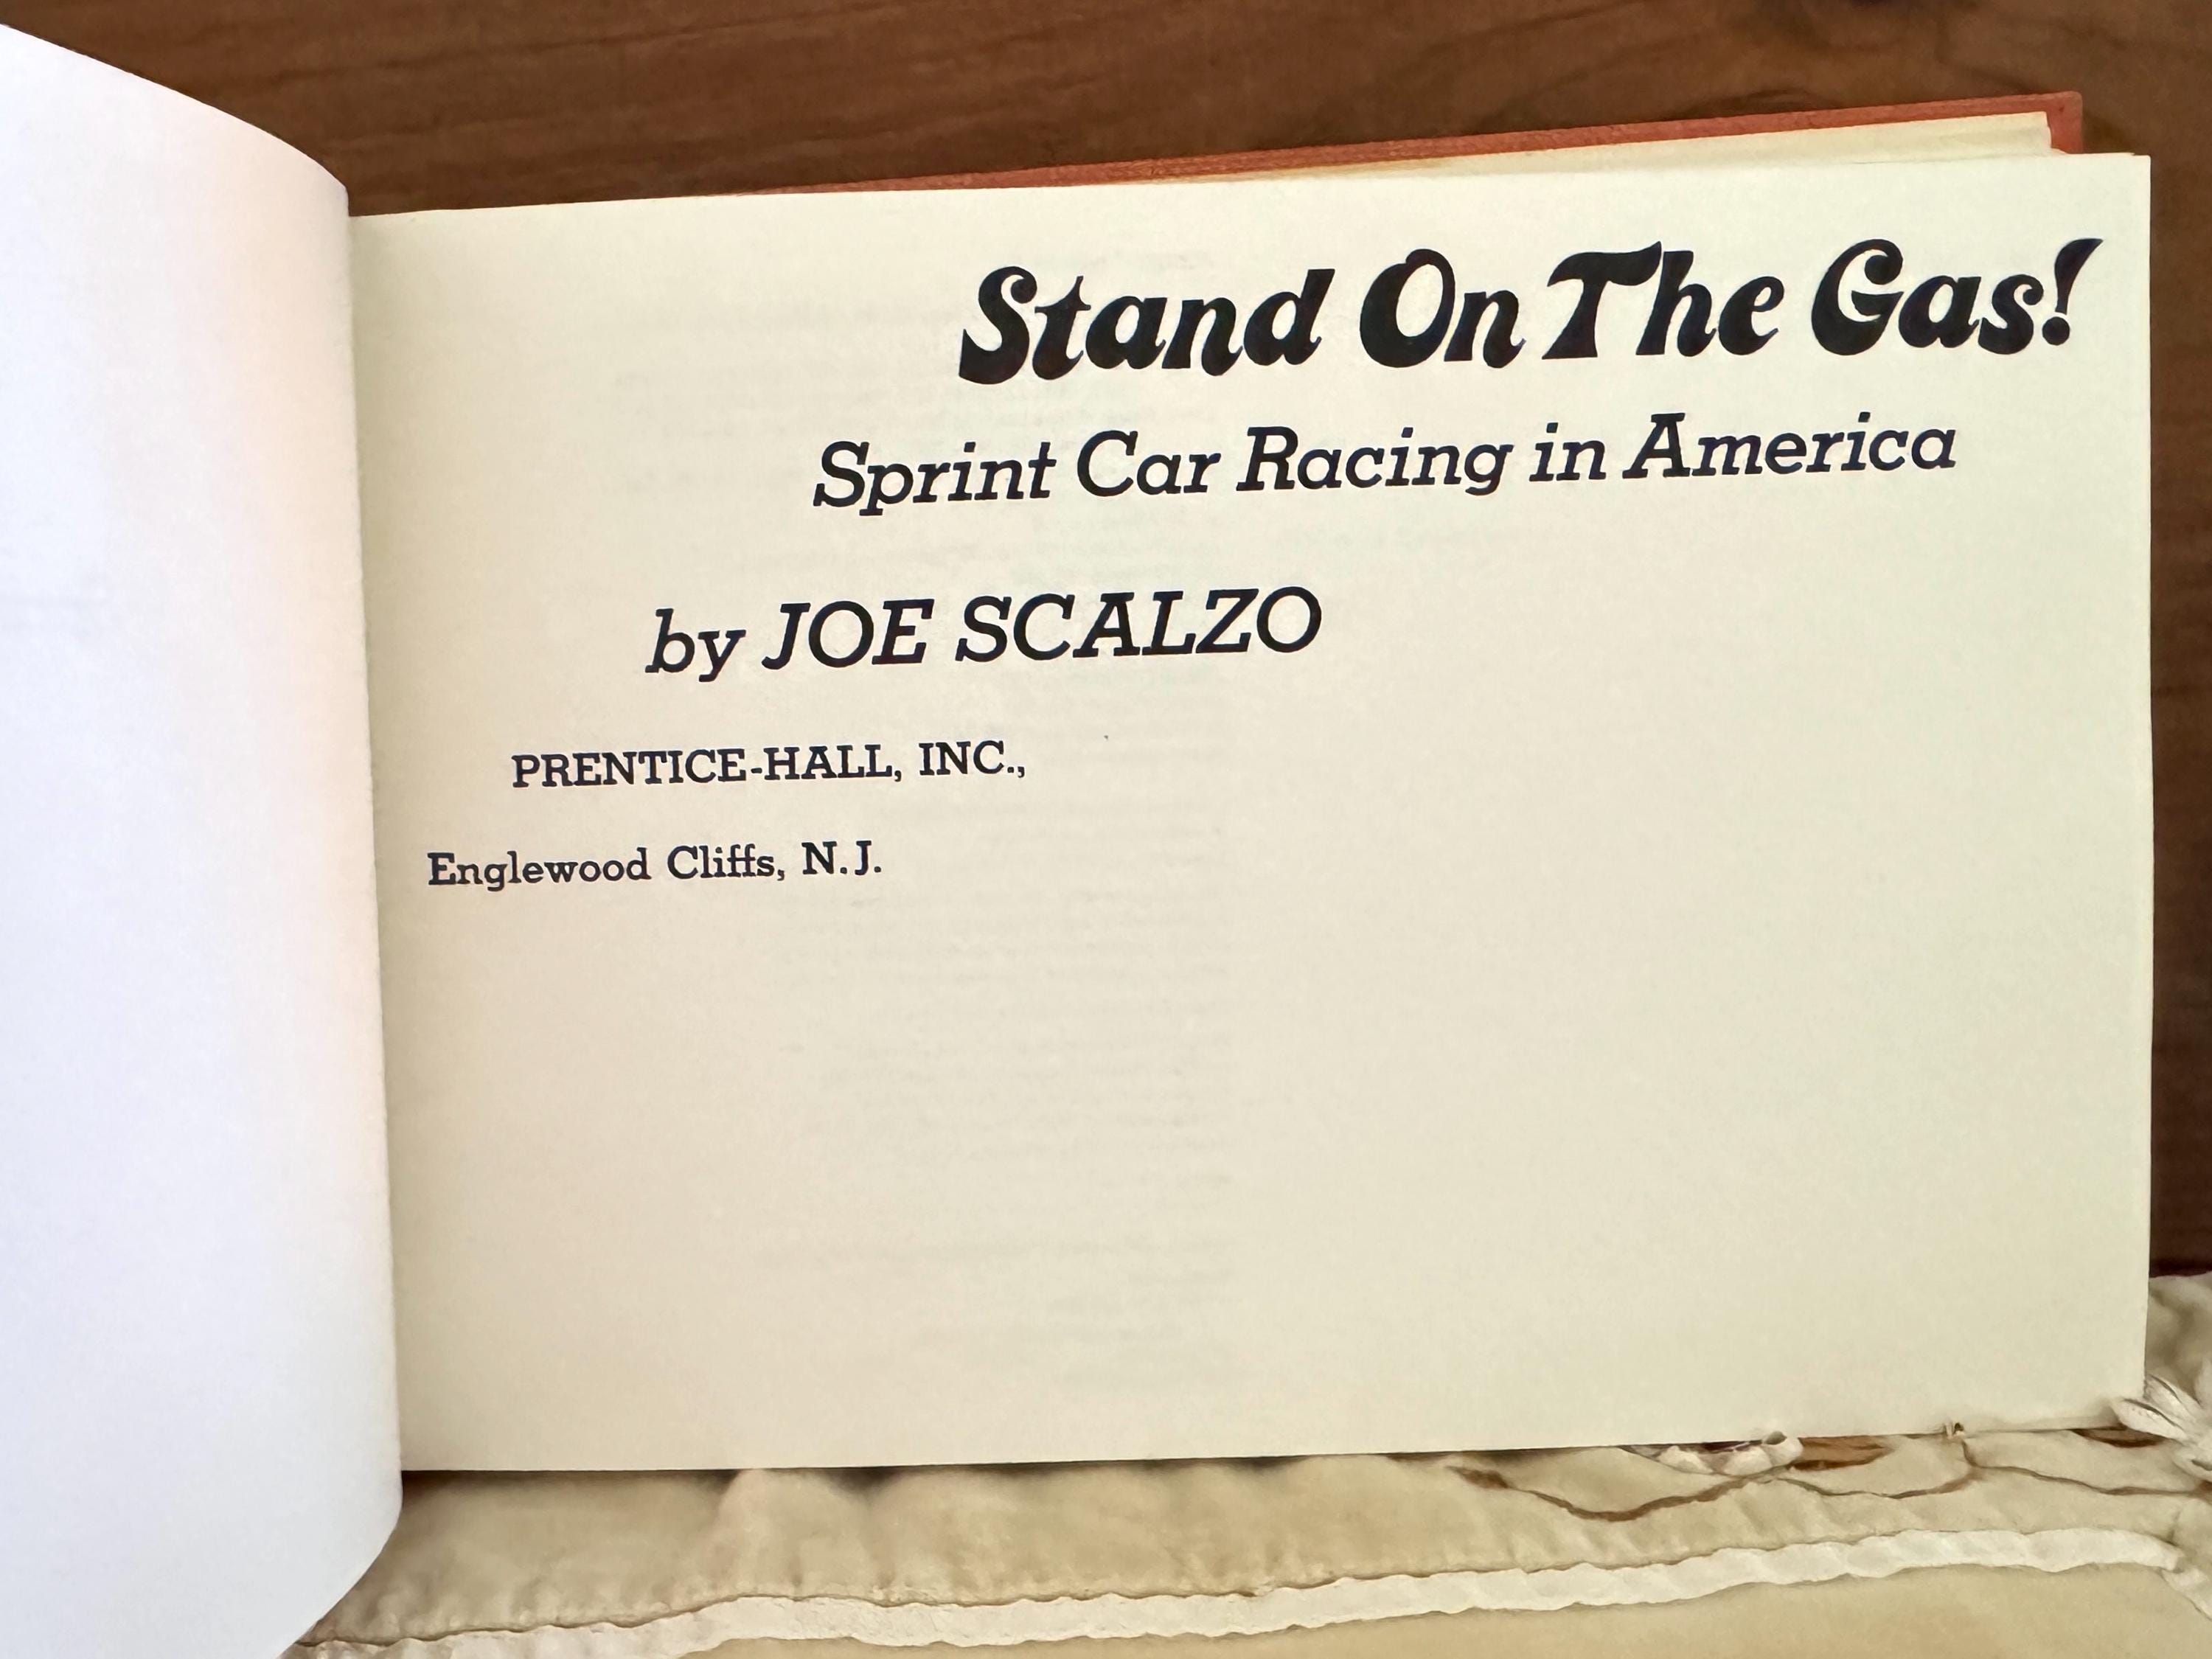 Stand On The Gas!
Sprint Car Racing in America
by JOE SCALZO
PRENTICE-HALL, INC.,
Englewood Cliffs, N.J.